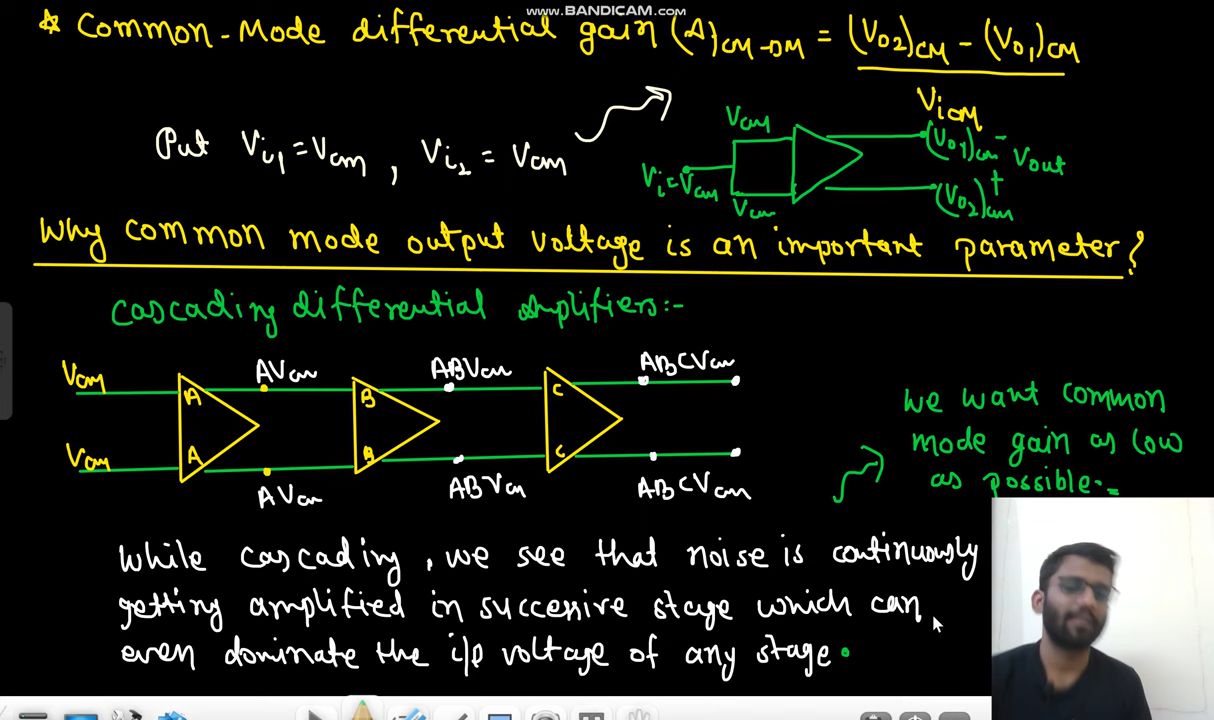 www.BANDICAM.com
* Common-Mode differential gain (A)CM-DM = (VO2)CM - (VO1)CM
ViCM
Put Vi1 = Vcm , Vi2 = Vcm
Vcm
Vi=Vcm
Vcm
(VO1)cm -
Vout
+
(VO2)cm
Why common mode output voltage is an important parameter?
Cascading differential amplifiers:-
Vcm AVcm ABVcm ABCVcm
A B C
Vcm A B C
AVcm ABVcm ABCVcm
we want common
mode gain as low
as possible.-
While cascading, we see that noise is continuously
getting amplified in successive stage which can
even dominate the i/p voltage of any stage.